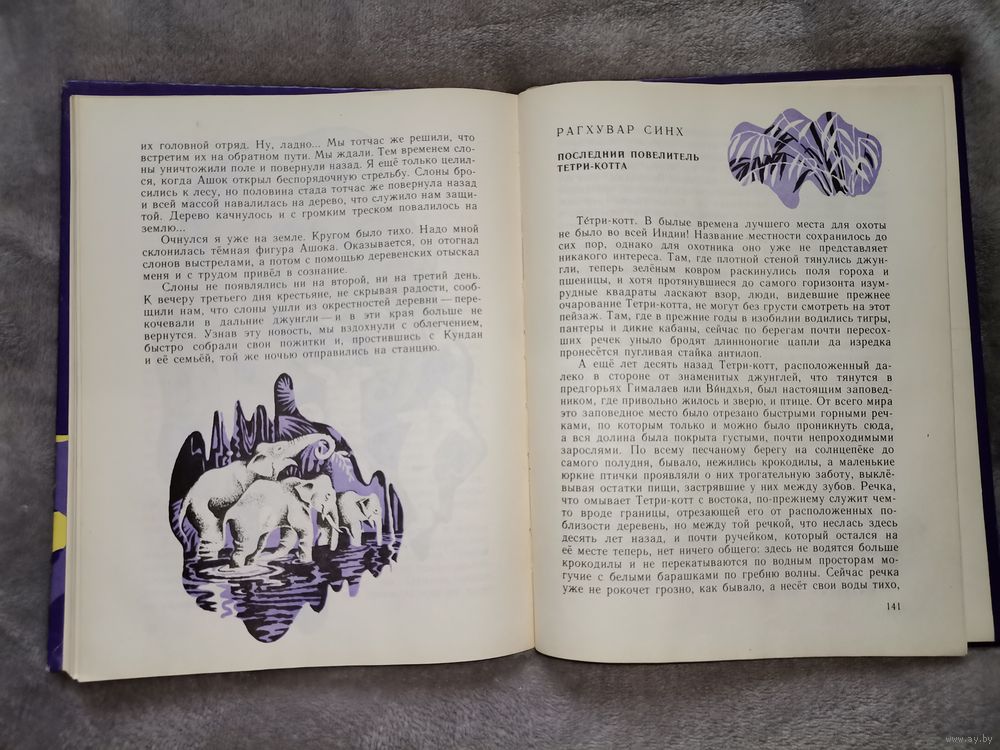 их головной отряд. Ну, ладно... Мы тотчас же решили, что
встретим их на обратном пути. Мы ждали. Тем временем сло-
ны уничтожили поле и повернули назад. Я ещё только целил-
ся, когда Ашок открыл беспорядочную стрельбу. Слоны бро-
сились к лесу, но половина стада тотчас же повернула назад
и всей массой навалилась на дерево, что служило нам защи-
той. Дерево качнулось и с громким треском повалилось на
землю...
Очнулся я уже на земле. Кругом было тихо. Надо мной
склонилась тёмная фигура Ашока. Оказывается, он отогнал
слонов выстрелами, а потом с помощью деревенских отыскал
меня и с трудом привёл в сознание.
Слоны не появлялись ни на второй, ни на третий день.
К вечеру третьего дня крестьяне, не скрывая радости, сооб-
щили нам, что слоны ушли из окрестностей деревни — пере-
кочевали в дальние джунгли — и в эти края больше не
вернутся. Узнав эту новость, мы вздохнули с облегчением,
быстро собрали свои пожитки и, простившись с Кундан
и её семьёй, той же ночью отправились на станцию.
РАГХУВАР СИНХ
ПОСЛЕДНИЙ ПОВЕЛИТЕЛЬ
ТЕТРИ-КОТТА
Те́три-котт. В былые времена лучшего места для охоты
не было во всей Индии! Название местности сохранилось до
сих пор, однако для охотника оно уже не представляет
никакого интереса. Там, где плотной стеной тянулись джун-
гли, теперь зелёным ковром раскинулись поля гороха и
пшеницы, и хотя протянувшиеся до самого горизонта изум-
рудные квадраты ласкают взор, люди, видевшие прежнее
очарование Тетри-котта, не могут без грусти смотреть на этот
пейзаж. Там, где в прежние годы в изобилии водились тигры,
пантеры и дикие кабаны, сейчас по берегам почти пересох-
ших речек уныло бродят длинноногие цапли да изредка
пронесётся пугливая стайка антилоп.
А ещё лет десять назад Тетри-котт, расположенный да-
леко в стороне от знаменитых джунглей, что тянутся в
предгорьях Гималаев или Ви́ндхья, был настоящим заповед-
ником, где привольно жилось и зверю, и птице. От всего мира
это заповедное место было отрезано быстрыми горными реч-
ками, по которым только и можно было проникнуть сюда,
а вся долина была покрыта густыми, почти непроходимыми
зарослями. По всему песчаному берегу на солнцепёке до
самого полудня, бывало, нежились крокодилы, а маленькие
юркие птички проявляли о них трогательную заботу, выклё-
вывая остатки пищи, застрявшие у них между зубов. Речка,
что омывает Тетри-котт с востока, по-прежнему служит чем-
то вроде границы, отрезающей его от расположенных по-
близости деревень, но между той речкой, что неслась здесь
десять лет назад, и почти ручейком, который остался на
её месте теперь, нет ничего общего: здесь не водятся больше
крокодилы и не перекатываются по водным просторам мо-
гучие с белыми барашками по гребню волны. Сейчас речка
уже не рокочет грозно, как бывало, а несёт свои воды тихо,
141
www.ay.by